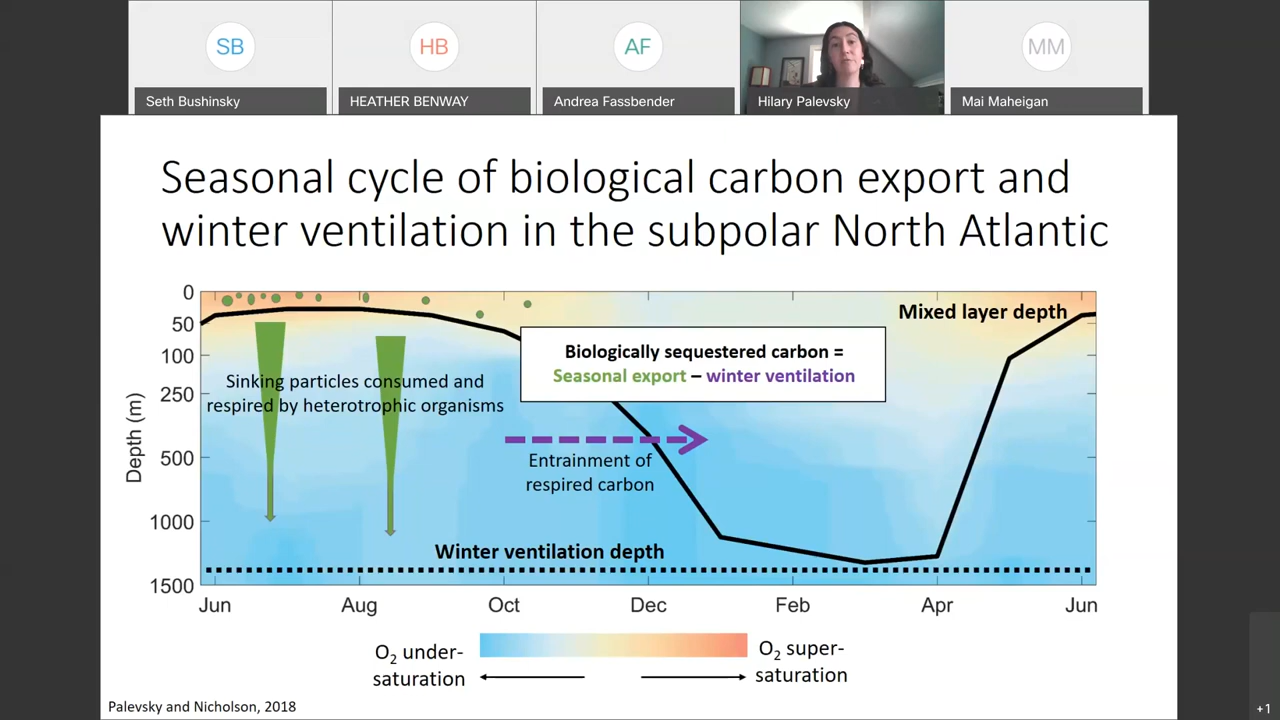 SB
HB
AF
MM
Seth Bushinsky
HEATHER BENWAY
Andrea Fassbender
Hilary Palevsky
Mai Maheigan
Seasonal cycle of biological carbon export and
winter ventilation in the subpolar North Atlantic
0
50
100
250
500
1000
1500
Depth (m)
Mixed layer depth
Biologically sequestered carbon =
Seasonal export – winter ventilation
Sinking particles consumed and
respired by heterotrophic organisms
Entrainment of
respired carbon
Winter ventilation depth
Jun
Aug
Oct
Dec
Feb
Apr
Jun
O₂ under-
saturation
O₂ super-
saturation
Palevsky and Nicholson, 2018
+1